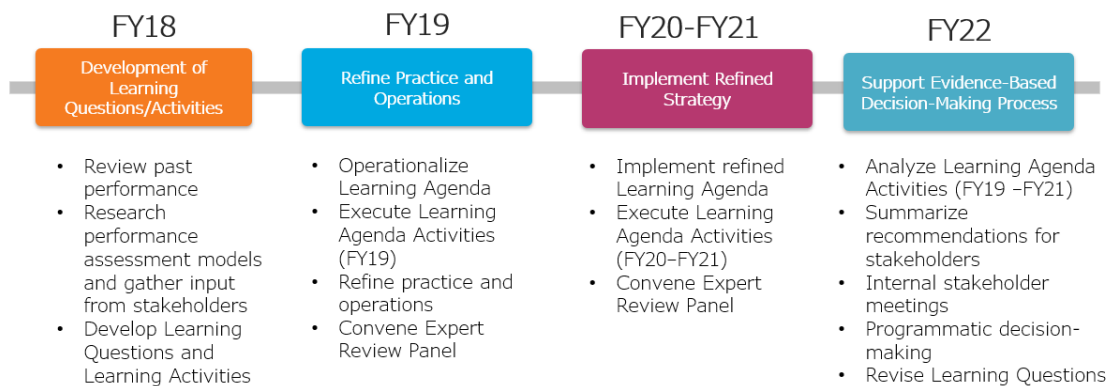 FY18
Development of
Learning
Questions/Activities
• Review past
performance
• Research
performance
assessment models
and gather input
from stakeholders
• Develop Learning
Questions and
Learning Activities
FY19
Refine Practice and
Operations
• Operationalize
Learning Agenda
• Execute Learning
Agenda Activities
(FY19)
• Refine practice and
operations
• Convene Expert
Review Panel
FY20-FY21
Implement Refined
Strategy
• Implement refined
Learning Agenda
• Execute Learning
Agenda Activities
(FY20–FY21)
• Convene Expert
Review Panel
FY22
Support Evidence-Based
Decision-Making Process
• Analyze Learning Agenda
Activities (FY19 –FY21)
• Summarize
recommendations for
stakeholders
• Internal stakeholder
meetings
• Programmatic decision-
making
• Revise Learning Questions